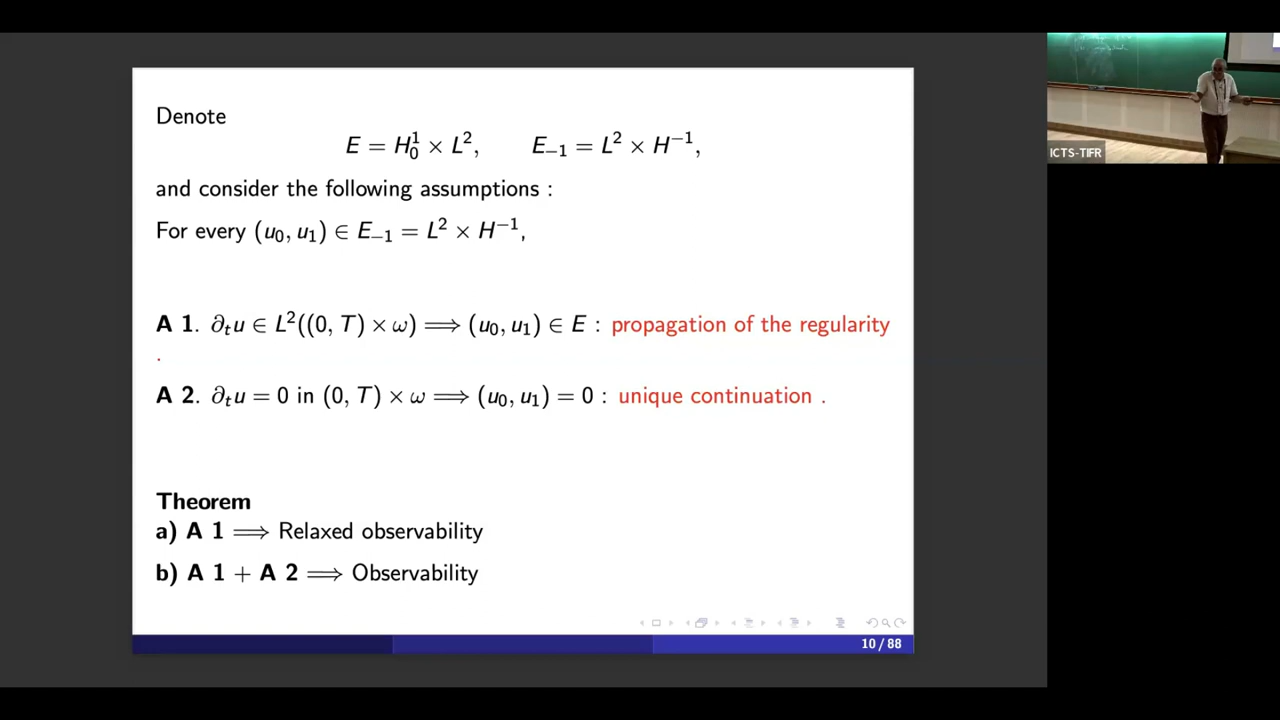 Denote
E = H₀¹ × L², E₋₁ = L² × H⁻¹,
and consider the following assumptions :
For every (u₀, u₁) ∈ E₋₁ = L² × H⁻¹,
A 1. ∂ₜu ∈ L²((0, T) × ω) ⟹ (u₀, u₁) ∈ E : propagation of the regularity
.
A 2. ∂ₜu = 0 in (0, T) × ω ⟹ (u₀, u₁) = 0 : unique continuation .
Theorem
a) A 1 ⟹ Relaxed observability
b) A 1 + A 2 ⟹ Observability
10 / 88
ICTS-TIFR